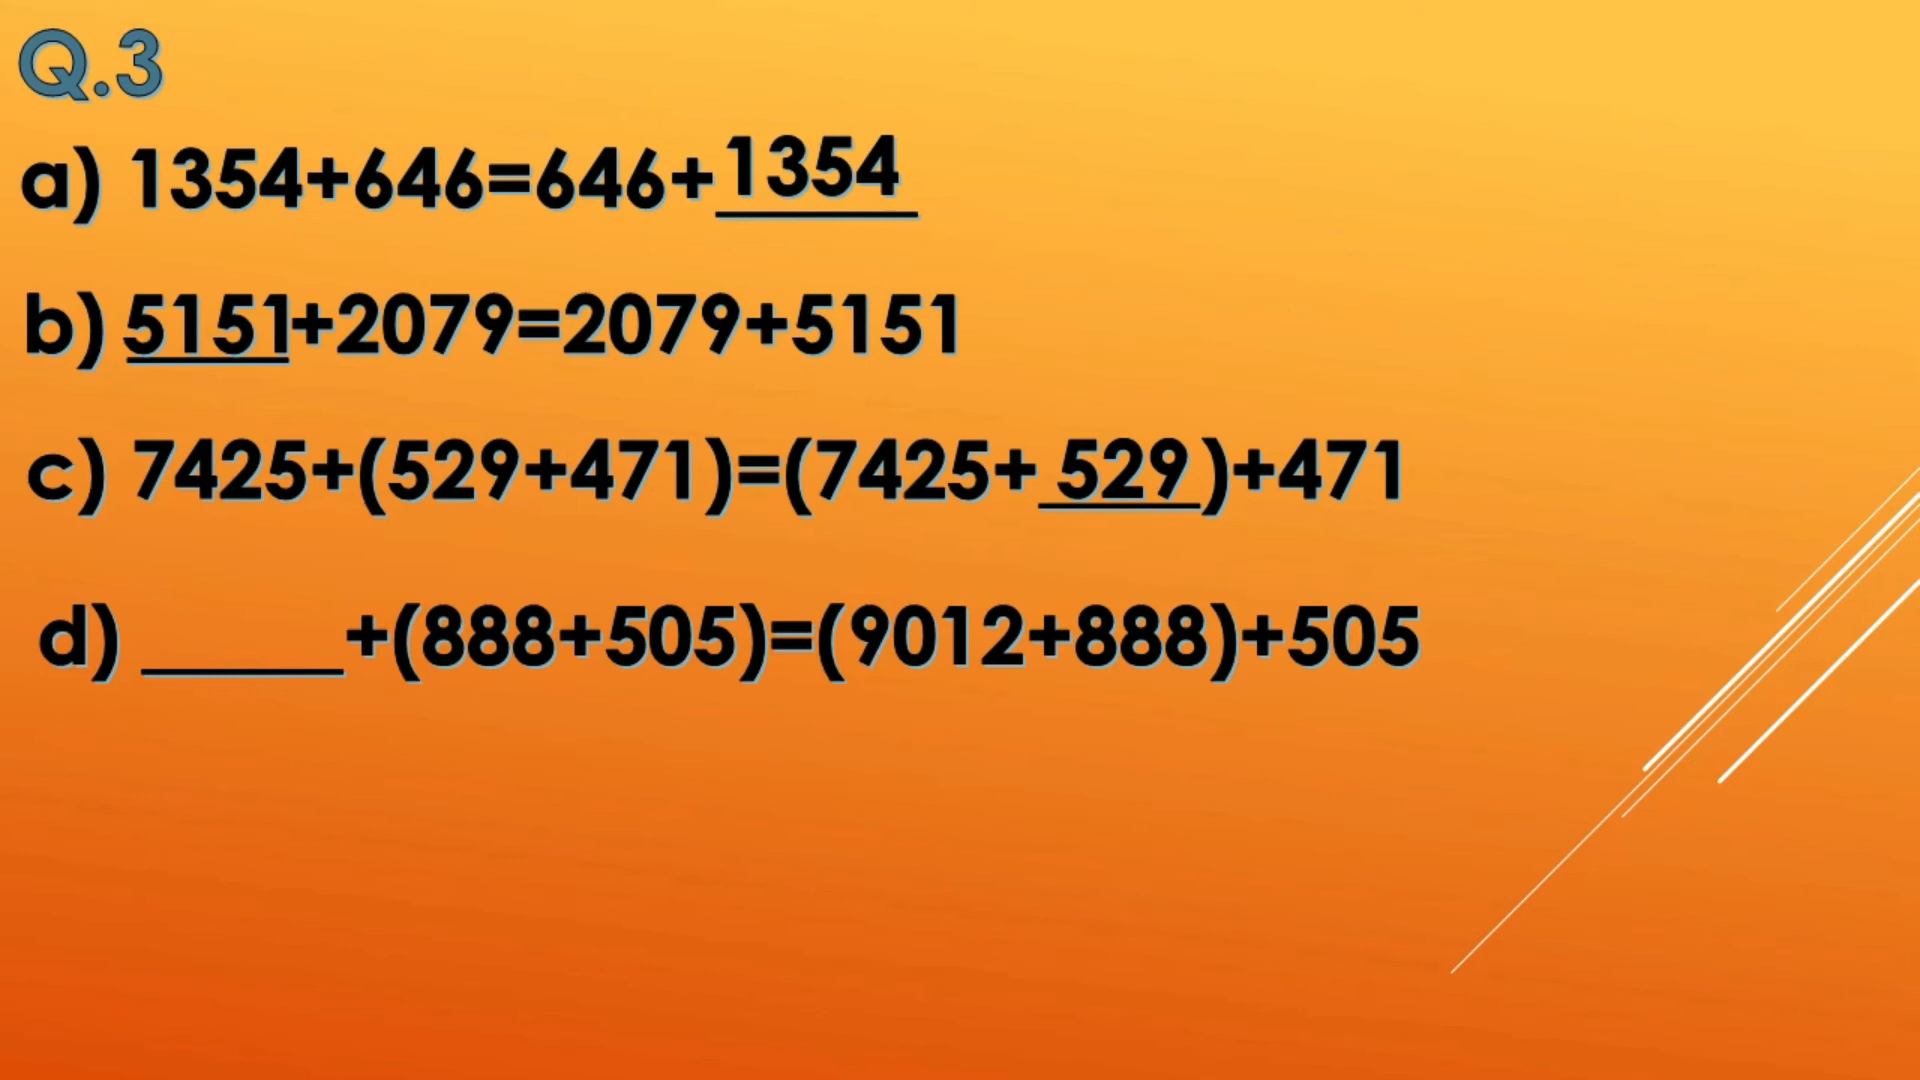 Q.3
a) 1354+646=646+1354
b) 5151+2079=2079+5151
c) 7425+(529+471)=(7425+ 529 )+471
d) _____+(888+505)=(9012+888)+505